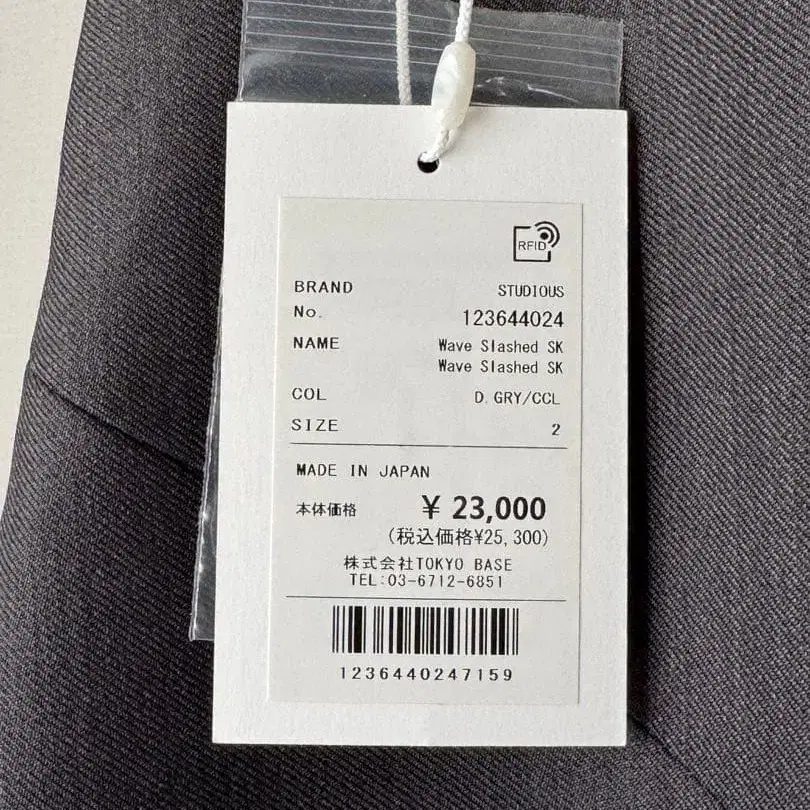 RFID
BRAND STUDIOUS
No. 123644024
NAME Wave Slashed SK
Wave Slashed SK
COL D.GRY/CCL
SIZE 2
MADE IN JAPAN
本体価格 ¥ 23,000
(税込価格¥25,300)
株式会社TOKYO BASE
TEL:03-6712-6851
1236440247159